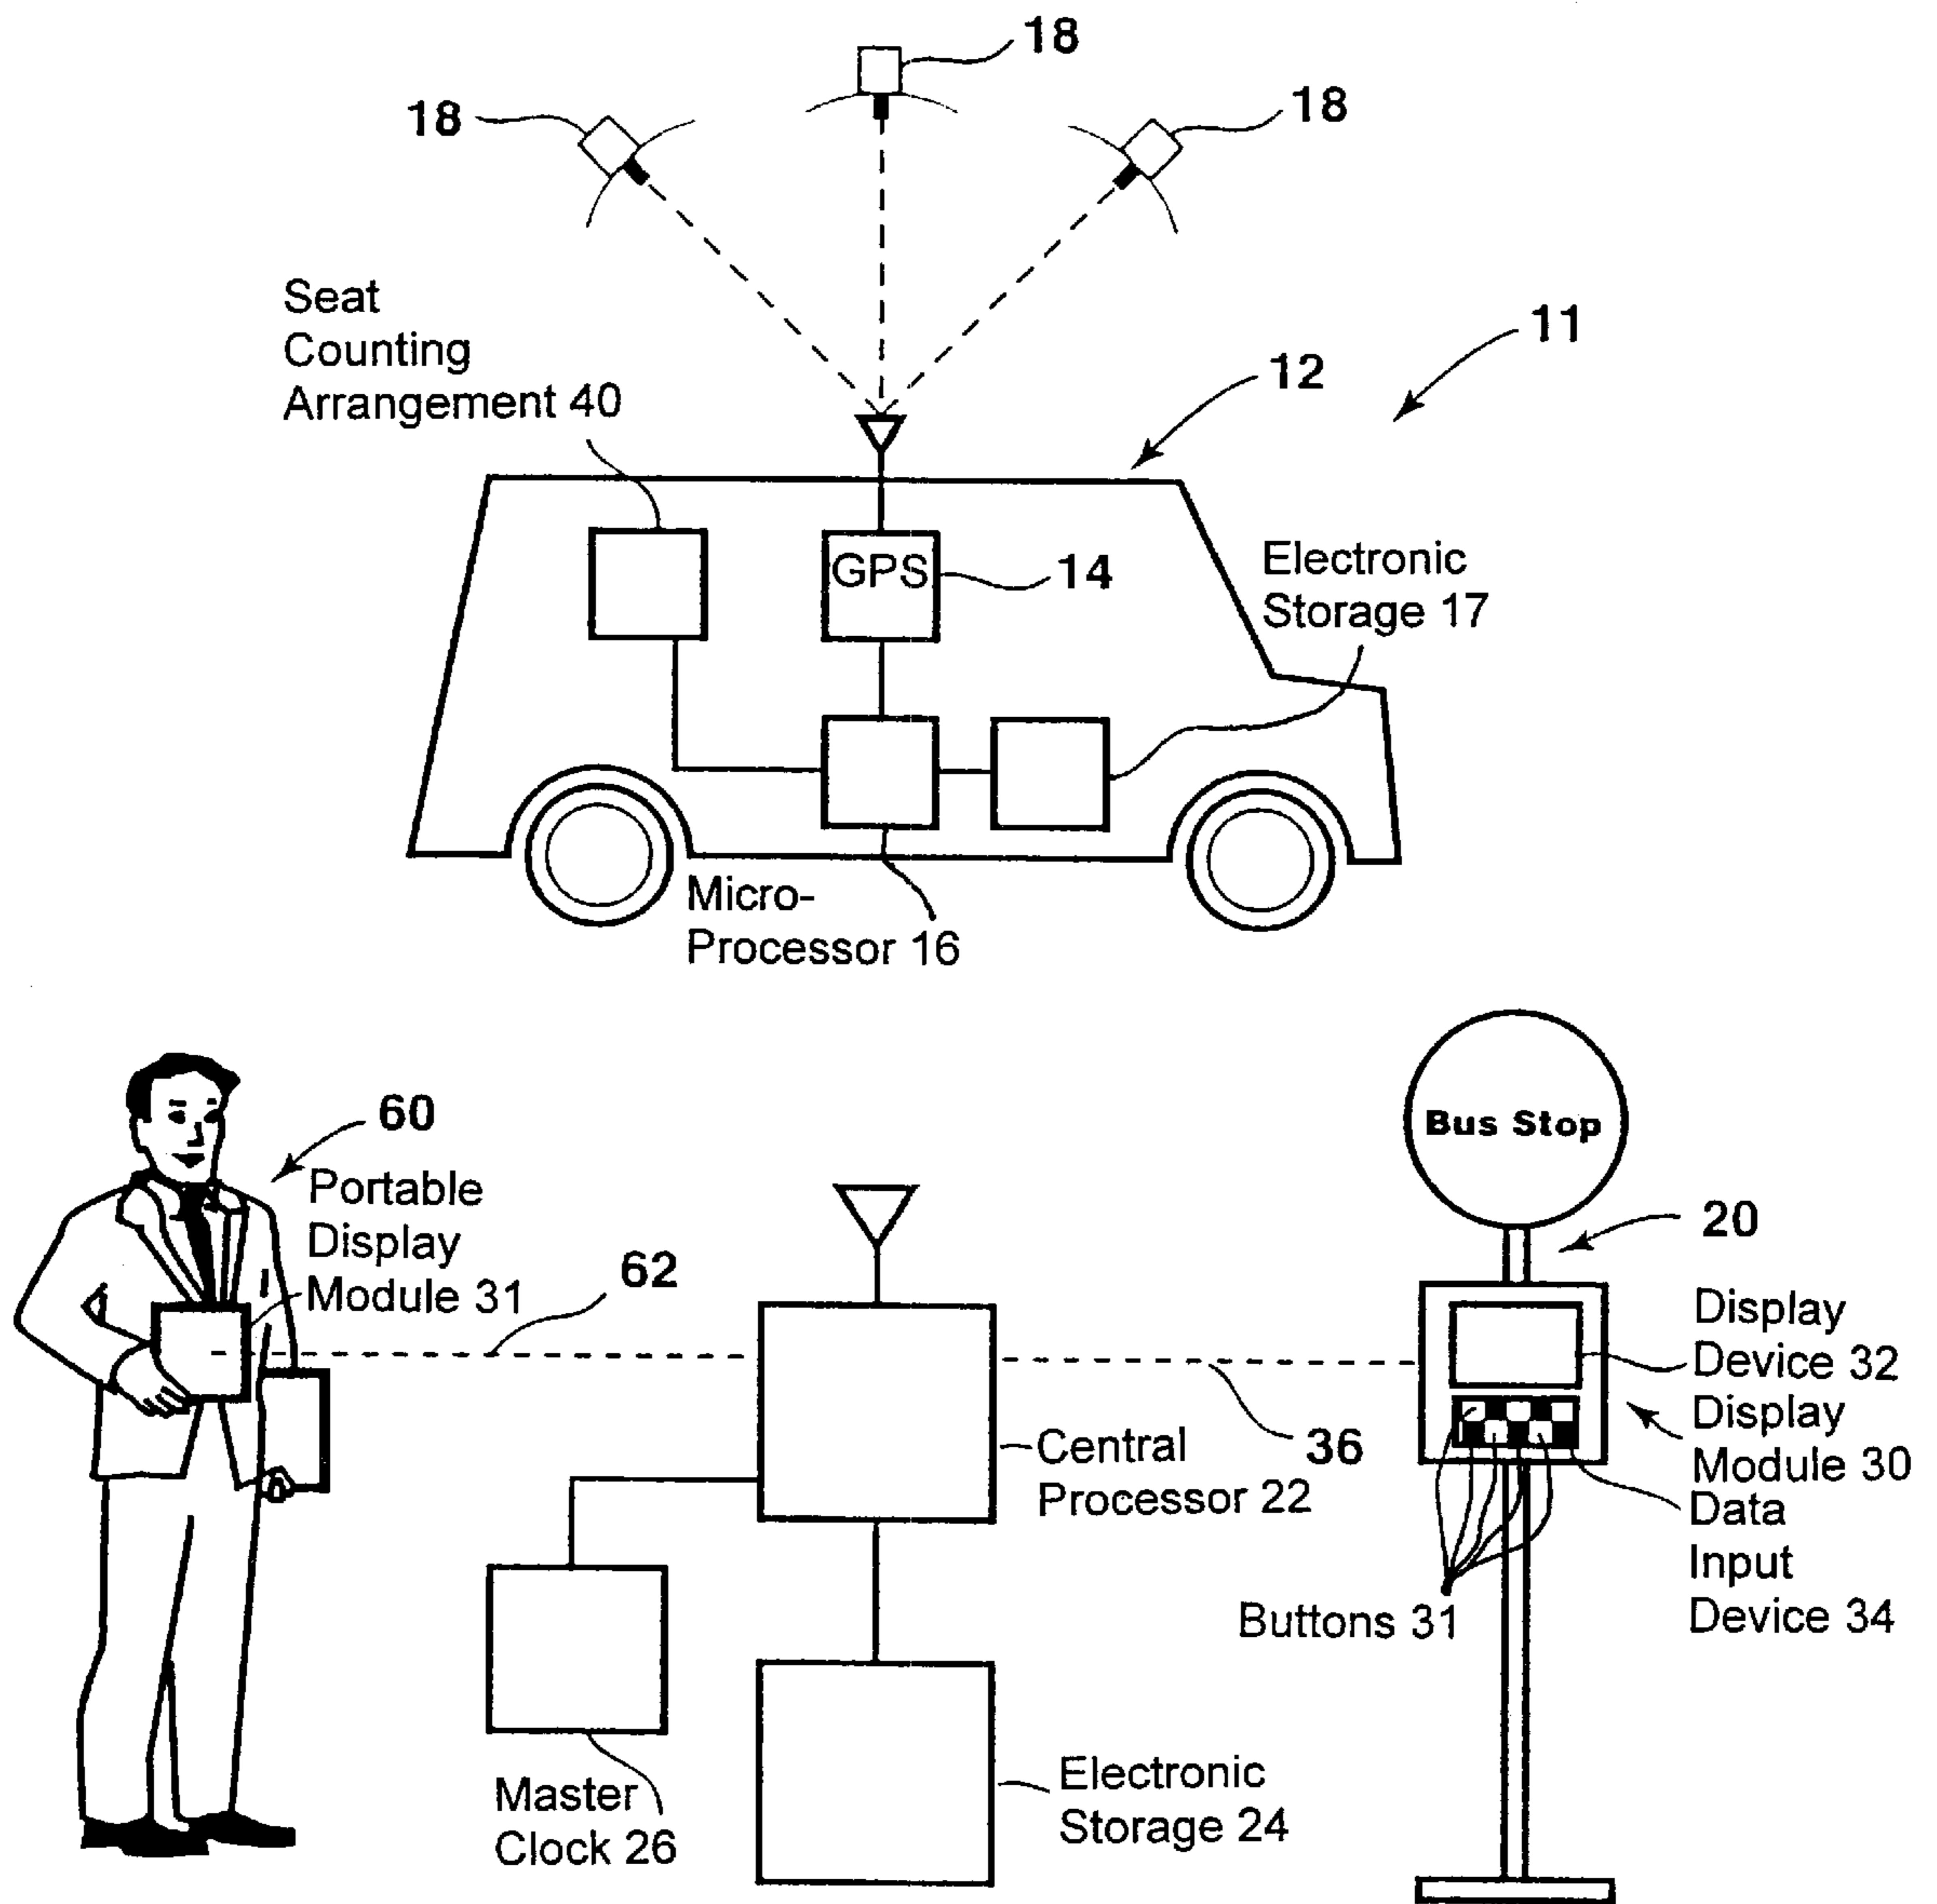 18
18
18
Seat
Counting
Arrangement 40
11
12
GPS
14
Electronic
Storage 17
Micro-
Processor 16
Bus Stop
60
Portable
Display
Module 31
62
20
Display
Device 32
Display
Module 30
Data
Input
Device 34
36
Central
Processor 22
Buttons 31
Master
Clock 26
Electronic
Storage 24